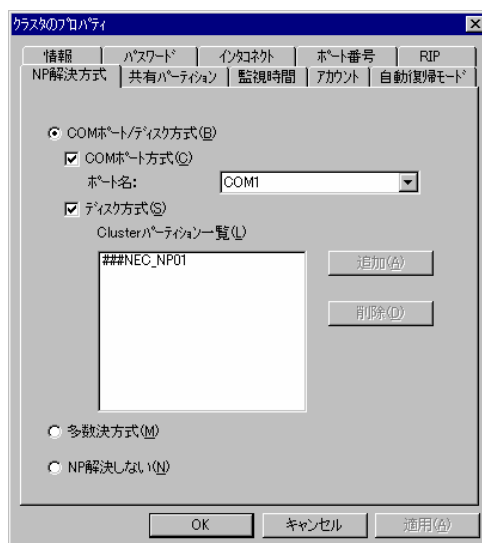 クラスタのプロパティ
情報 パスワード インタコネクト ポート番号 RIP
NP解決方式 共有パーティション 監視時間 アカウント 自動復帰モード
COMポート/ディスク方式(B)
COMポート方式(C)
ポート名: COM1
ディスク方式(S)
Clusterパーティション一覧(L)
###NEC_NP01
追加(A)
削除(D)
多数決方式(M)
NP解決しない(N)
OK キャンセル 適用(A)